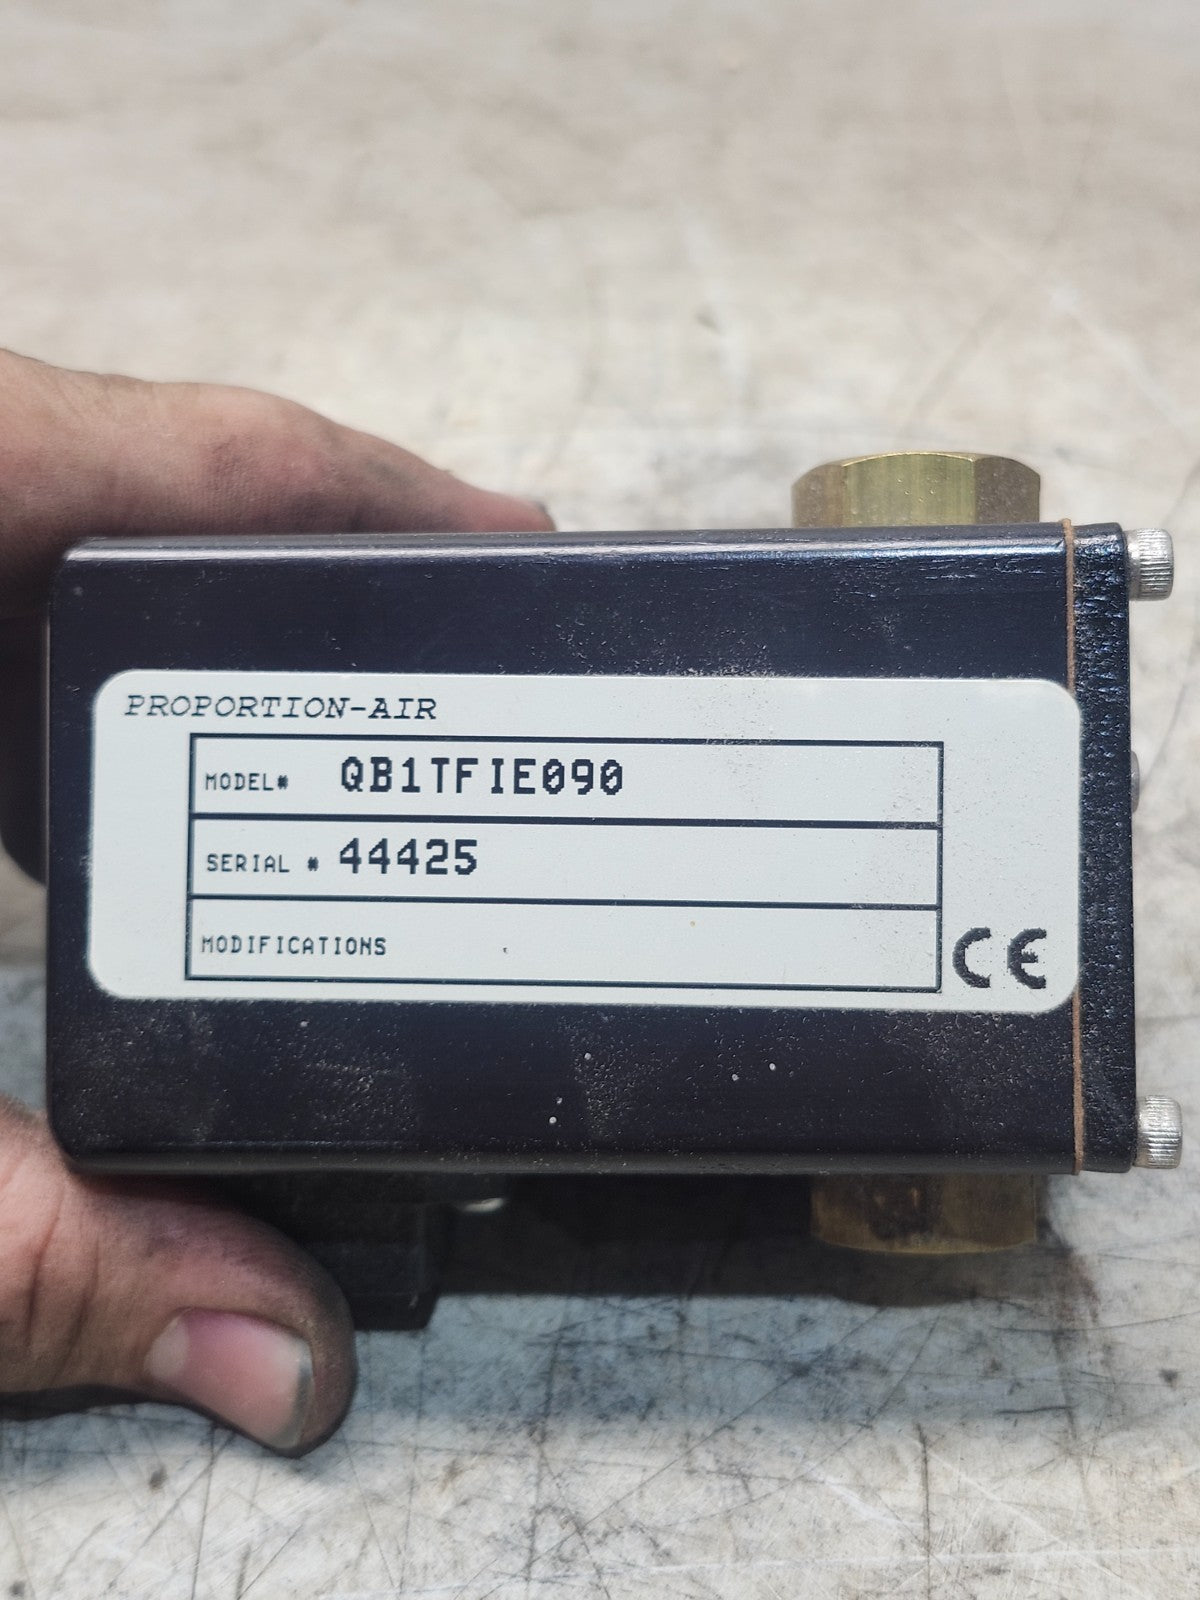 PROPORTION-AIR
MODEL# QB1TFIE090
SERIAL # 44425
MODIFICATIONS
CE